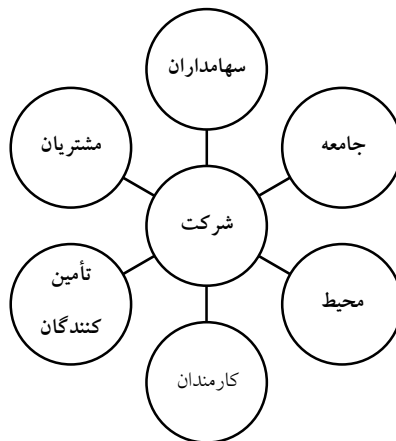 سهامداران
جامعه
مشتریان
شرکت
محیط
تأمین
کنندگان
کارمندان